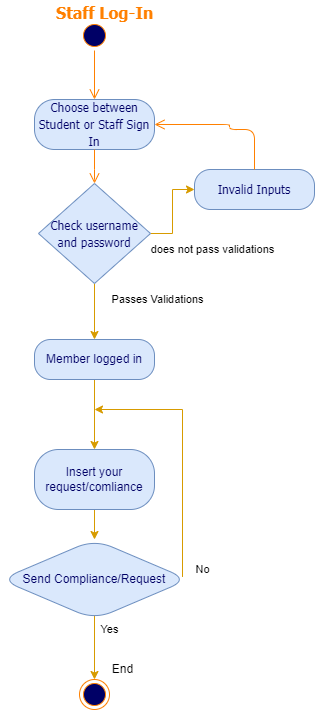 Staff Log-In
Choose between
Student or Staff Sign
In
Check username
and password
Invalid Inputs
does not pass validations
Passes Validations
Member logged in
Insert your
request/comliance
Send Compliance/Request
No
Yes
End